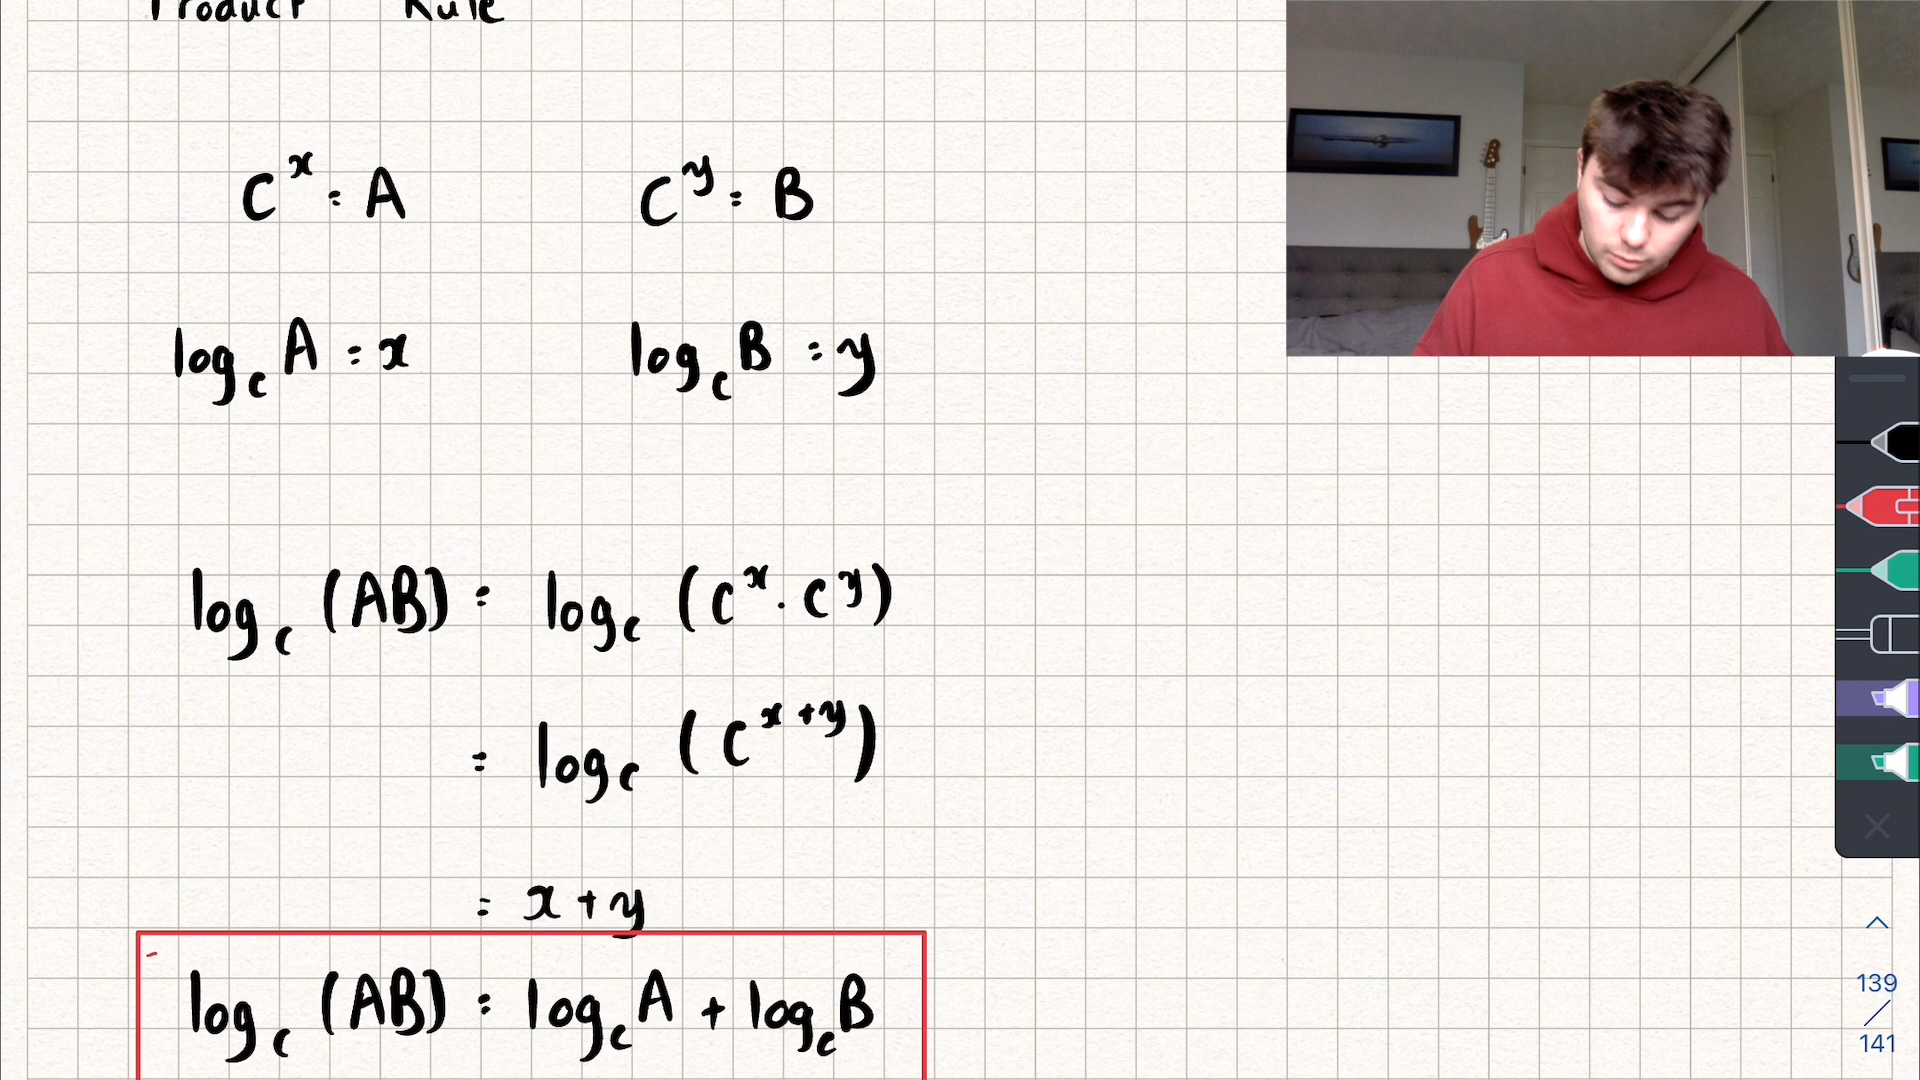 Product Rule
C^x = A C^y = B
log_c A = x log_c B = y
log_c (AB) = log_c (C^x . C^y)
= log_c (C^(x+y))
= x + y
log_c (AB) = log_c A + log_c B
139
/
141